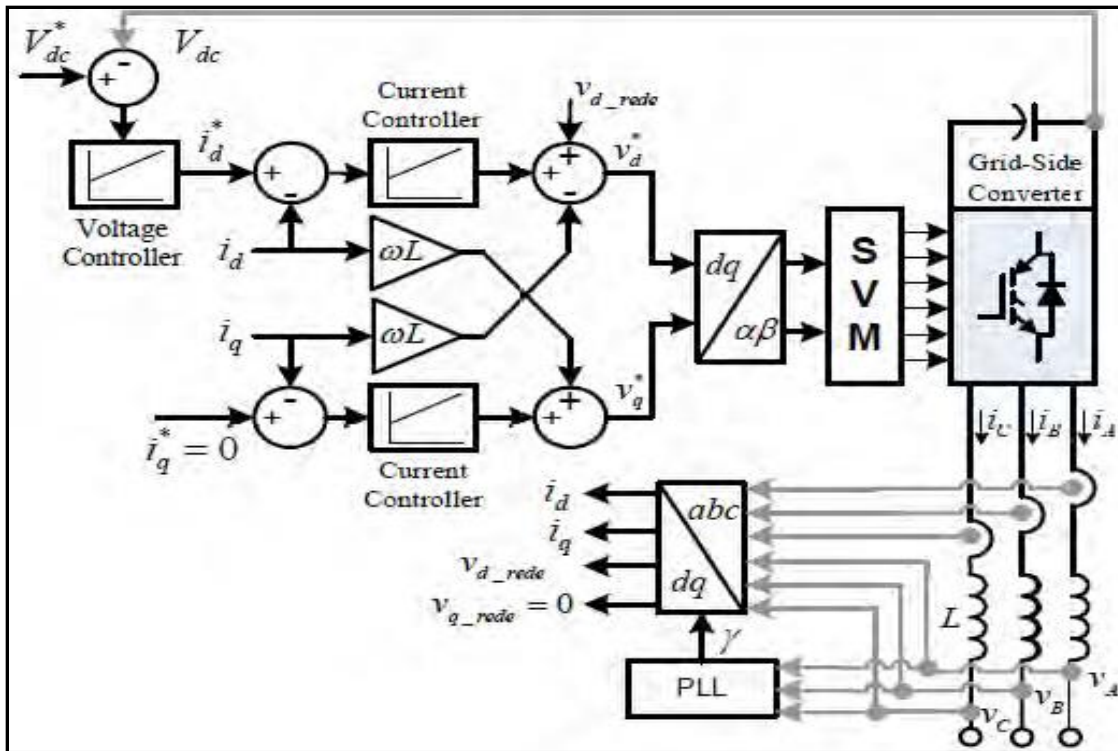 V*dc
Vdc
+
-
Voltage
Controller
i*d
+
-
Current
Controller
vd_rede
+
+
-
v*d
id
ωL
iq
ωL
i*q = 0
+
-
Current
Controller
+
+
v*q
dq
αβ
S
V
M
Grid-Side
Converter
iC
iB
iA
id
iq
vd_rede
vq_rede = 0
abc
dq
γ
PLL
L
vA
vB
vC